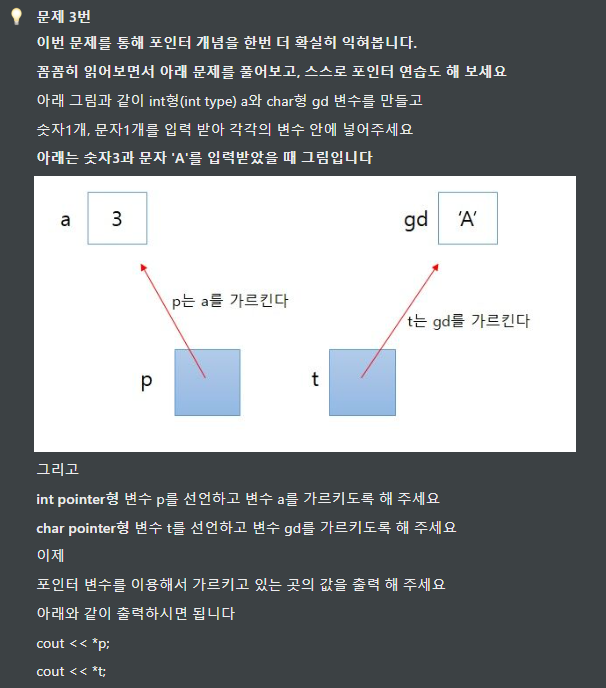 문제 3번
이번 문제를 통해 포인터 개념을 한번 더 확실히 익혀봅니다.
꼼꼼히 읽어보면서 아래 문제를 풀어보고, 스스로 포인터 연습도 해 보세요
아래 그림과 같이 int형(int type) a와 char형 gd 변수를 만들고
숫자1개, 문자1개를 입력 받아 각각의 변수 안에 넣어주세요
아래는 숫자3과 문자 'A'를 입력받았을 때 그림입니다
a 3 gd ‘A’
p는 a를 가르킨다
t는 gd를 가르킨다
p t
그리고
int pointer형 변수 p를 선언하고 변수 a를 가르키도록 해 주세요
char pointer형 변수 t를 선언하고 변수 gd를 가르키도록 해 주세요
이제
포인터 변수를 이용해서 가르키고 있는 곳의 값을 출력 해 주세요
아래와 같이 출력하시면 됩니다
cout << *p;
cout << *t;